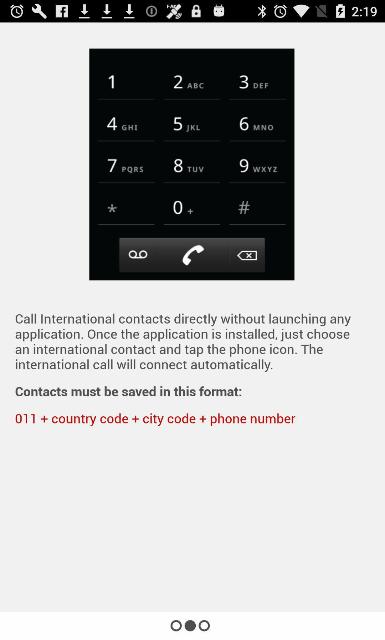 2:19
1 2 ABC 3 DEF
4 GHI 5 JKL 6 MNO
7 PQRS 8 TUV 9 WXYZ
* 0 + #
Call International contacts directly without launching any
application. Once the application is installed, just choose
an international contact and tap the phone icon. The
international call will connect automatically.
Contacts must be saved in this format:
011 + country code + city code + phone number